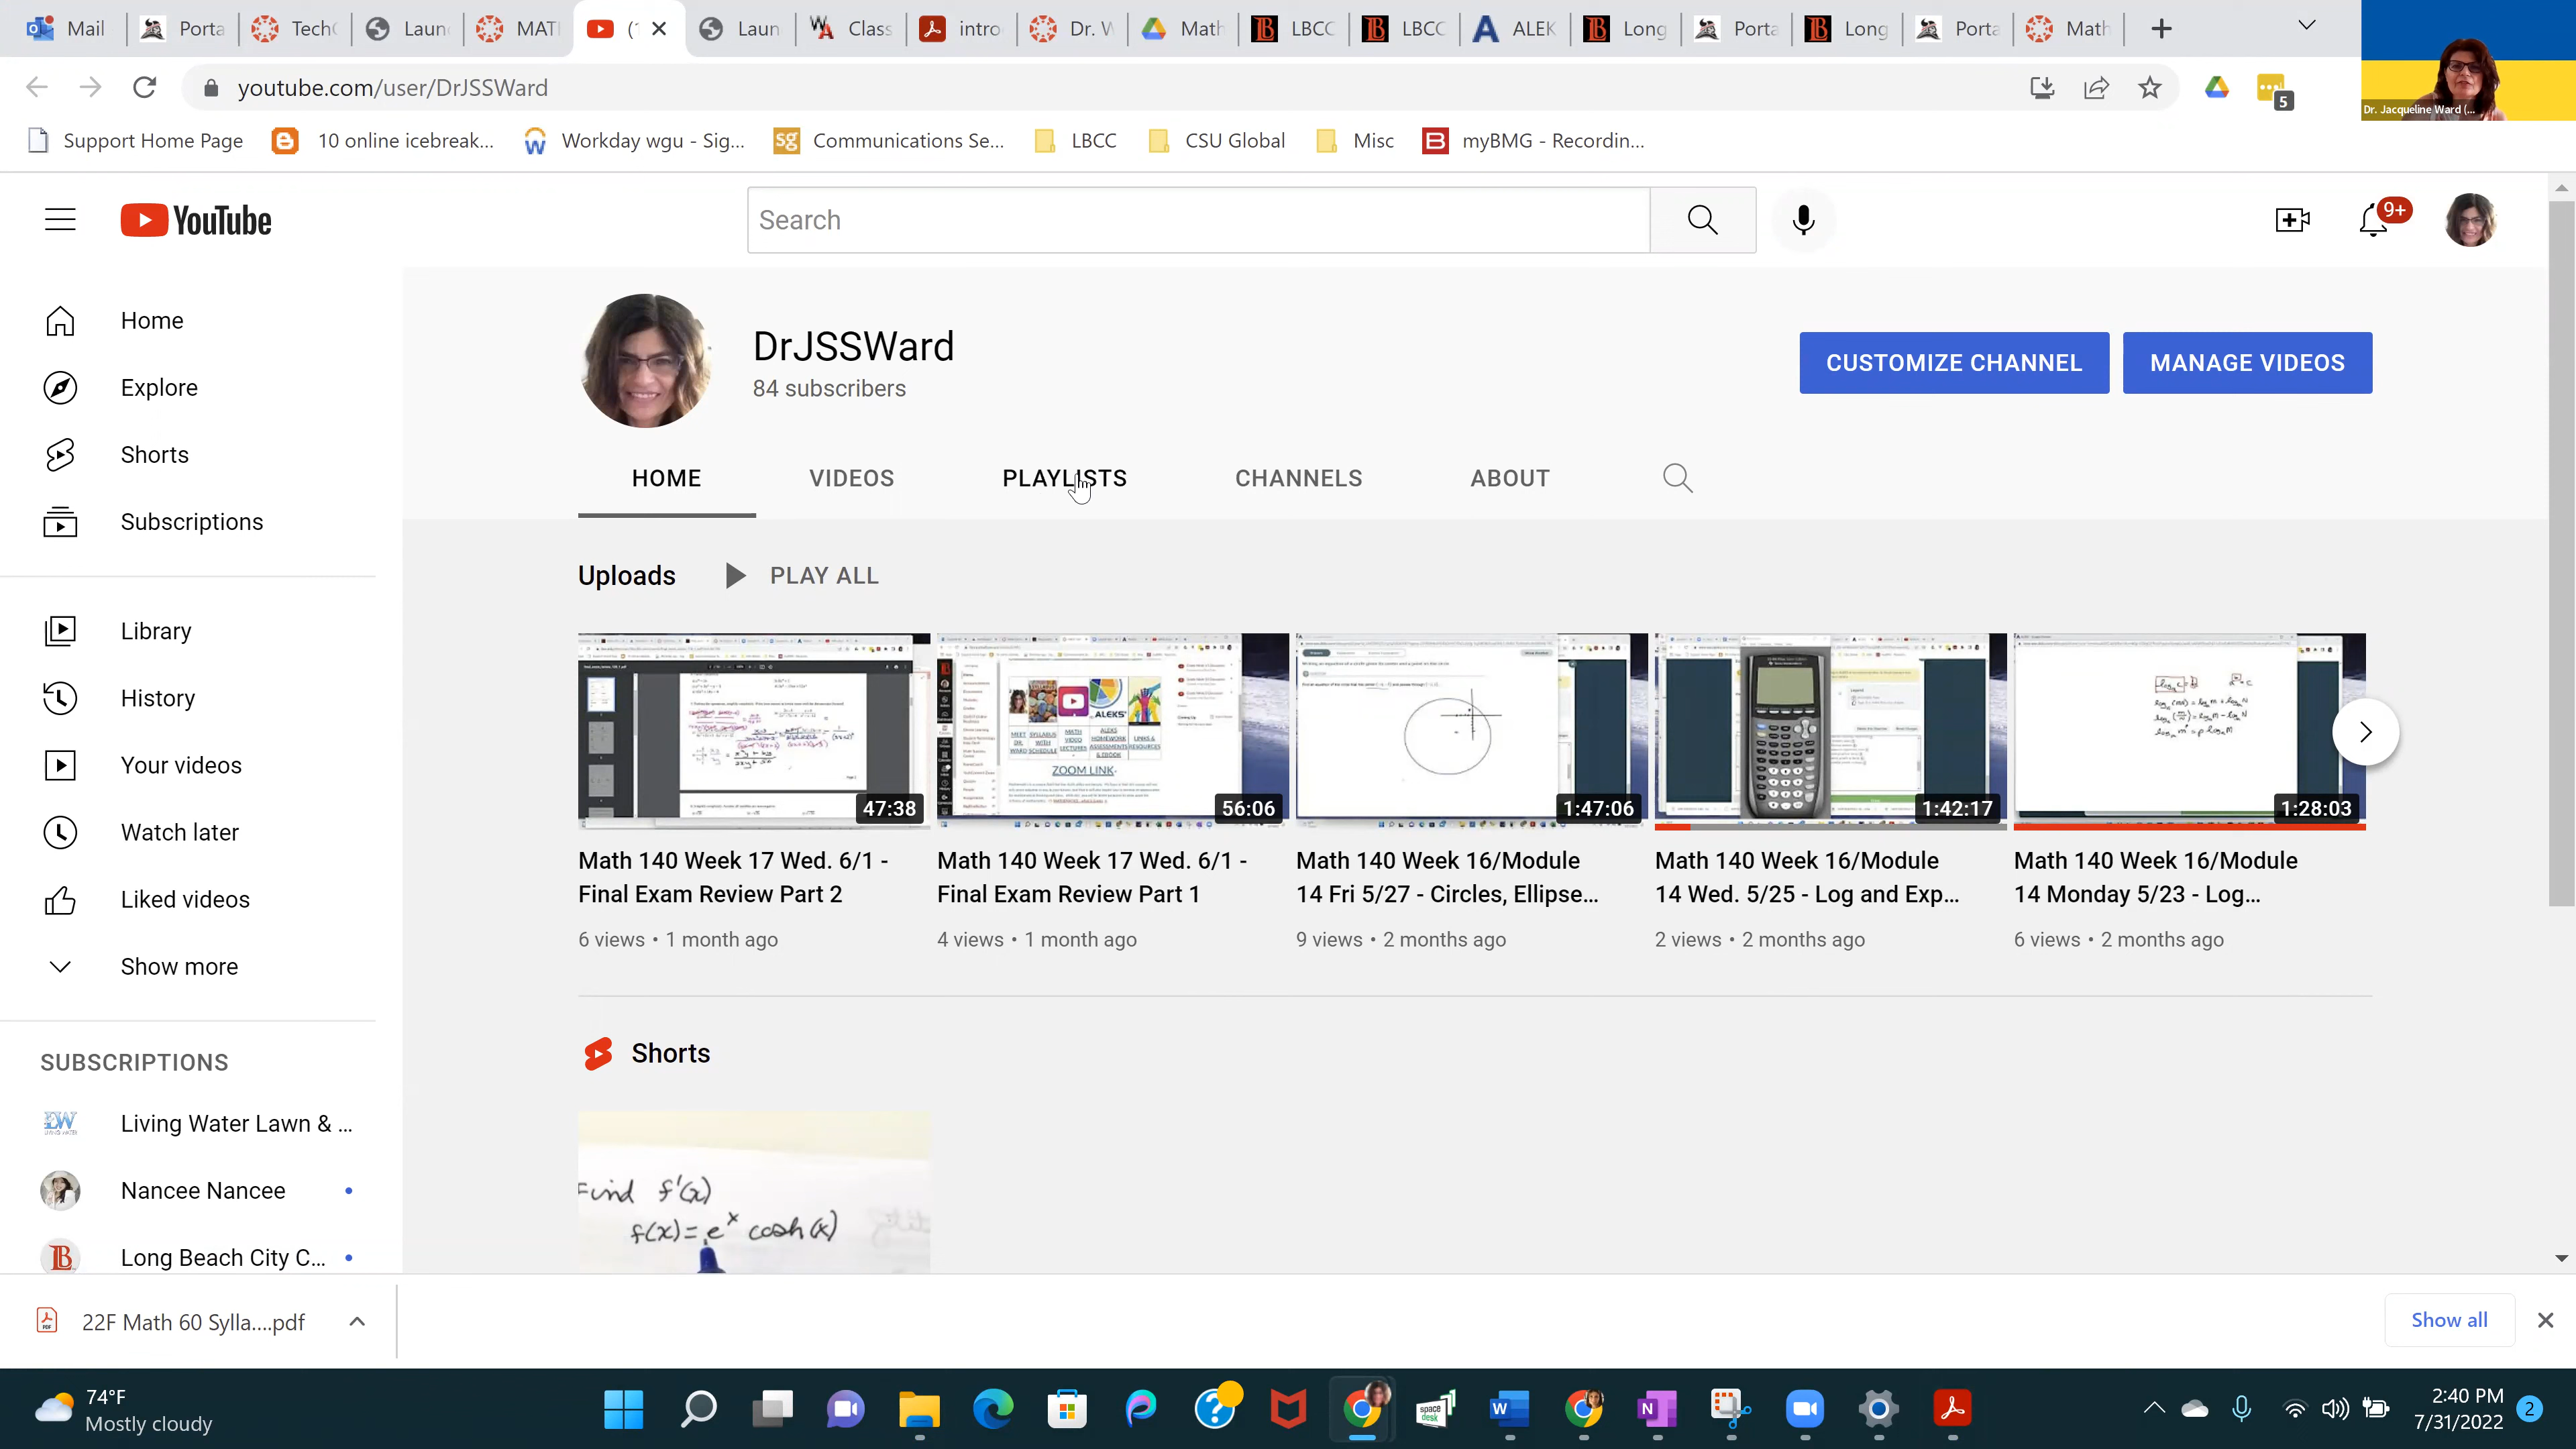 Mail
Porta
Tech
Laun
MAT
Laun
Class
intro
Dr. W
Math
LBCC
LBCC
ALEK
Long
Porta
Long
Porta
Math
youtube.com/user/DrJSSWard
5
Dr. Jacqueline Ward (...
Support Home Page
10 online icebreak...
Workday wgu - Sig...
Communications Se...
LBCC
CSU Global
Misc
myBMG - Recordin...
YouTube
Search
9+
Home
Explore
Shorts
Subscriptions
Library
History
Your videos
Watch later
Liked videos
Show more
SUBSCRIPTIONS
Living Water Lawn & ...
Nancee Nancee
Long Beach City C...
DrJSSWard
84 subscribers
CUSTOMIZE CHANNEL
MANAGE VIDEOS
HOME
VIDEOS
PLAYLISTS
CHANNELS
ABOUT
Uploads
PLAY ALL
47:38
Math 140 Week 17 Wed. 6/1 -
Final Exam Review Part 2
6 views • 1 month ago
ZOOM LINK
56:06
Math 140 Week 17 Wed. 6/1 -
Final Exam Review Part 1
4 views • 1 month ago
1:47:06
Math 140 Week 16/Module
14 Fri 5/27 - Circles, Ellipse...
9 views • 2 months ago
1:42:17
Math 140 Week 16/Module
14 Wed. 5/25 - Log and Exp...
2 views • 2 months ago
1:28:03
Math 140 Week 16/Module
14 Monday 5/23 - Log...
6 views • 2 months ago
Shorts
Find f'(x)
f(x)= e^x cosh(x)
22F Math 60 Sylla....pdf
Show all
74°F
Mostly cloudy
space
desk
2:40 PM
7/31/2022
2